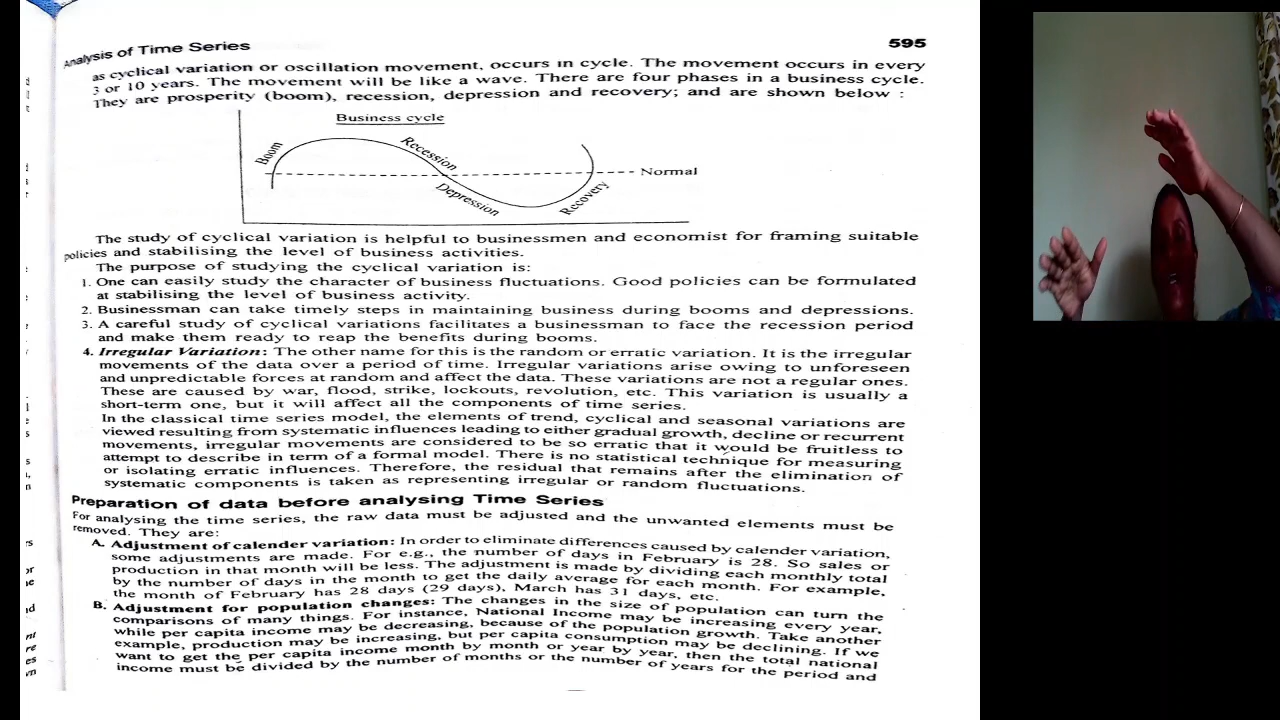 Analysis of Time Series
595
as cyclical variation or oscillation movement, occurs in cycle. The movement occurs in every
3 or 10 years. The movement will be like a wave. There are four phases in a business cycle.
They are prosperity (boom), recession, depression and recovery; and are shown below :
Business cycle
Boom
Recession
Normal
Depression
Recovery
The study of cyclical variation is helpful to businessmen and economist for framing suitable
policies and stabilising the level of business activities.
The purpose of studying the cyclical variation is:
1. One can easily study the character of business fluctuations. Good policies can be formulated
at stabilising the level of business activity.
2. Businessman can take timely steps in maintaining business during booms and depressions.
3. A careful study of cyclical variations facilitates a businessman to face the recession period
and make them ready to reap the benefits during booms.
4. Irregular Variation: The other name for this is the random or erratic variation. It is the irregular
movements of the data over a period of time. Irregular variations arise owing to unforeseen
and unpredictable forces at random and affect the data. These variations are not a regular ones.
These are caused by war, flood, strike, lockouts, revolution, etc. This variation is usually a
short-term one, but it will affect all the components of time series.
In the classical time series model, the elements of trend, cyclical and seasonal variations are
viewed resulting from systematic influences leading to either gradual growth, decline or recurrent
movements, irregular movements are considered to be so erratic that it would be fruitless to
attempt to describe in term of a formal model. There is no statistical technique for measuring
or isolating erratic influences. Therefore, the residual that remains after the elimination of
systematic components is taken as representing irregular or random fluctuations.
Preparation of data before analysing Time Series
For analysing the time series, the raw data must be adjusted and the unwanted elements must be
removed. They are:
A. Adjustment of calender variation: In order to eliminate differences caused by calender variation,
some adjustments are made. For e.g., the number of days in February is 28. So sales or
production in that month will be less. The adjustment is made by dividing each monthly total
by the number of days in the month to get the daily average for each month. For example,
the month of February has 28 days (29 days), March has 31 days, etc.
B. Adjustment for population changes: The changes in the size of population can turn the
comparisons of many things. For instance, National Income may be increasing every year,
while per capita income may be decreasing, because of the population growth. Take another
example, production may be increasing, but per capita consumption may be declining. If we
want to get the per capita income month by month or year by year, then the total national
income must be divided by the number of months or the number of years for the period and